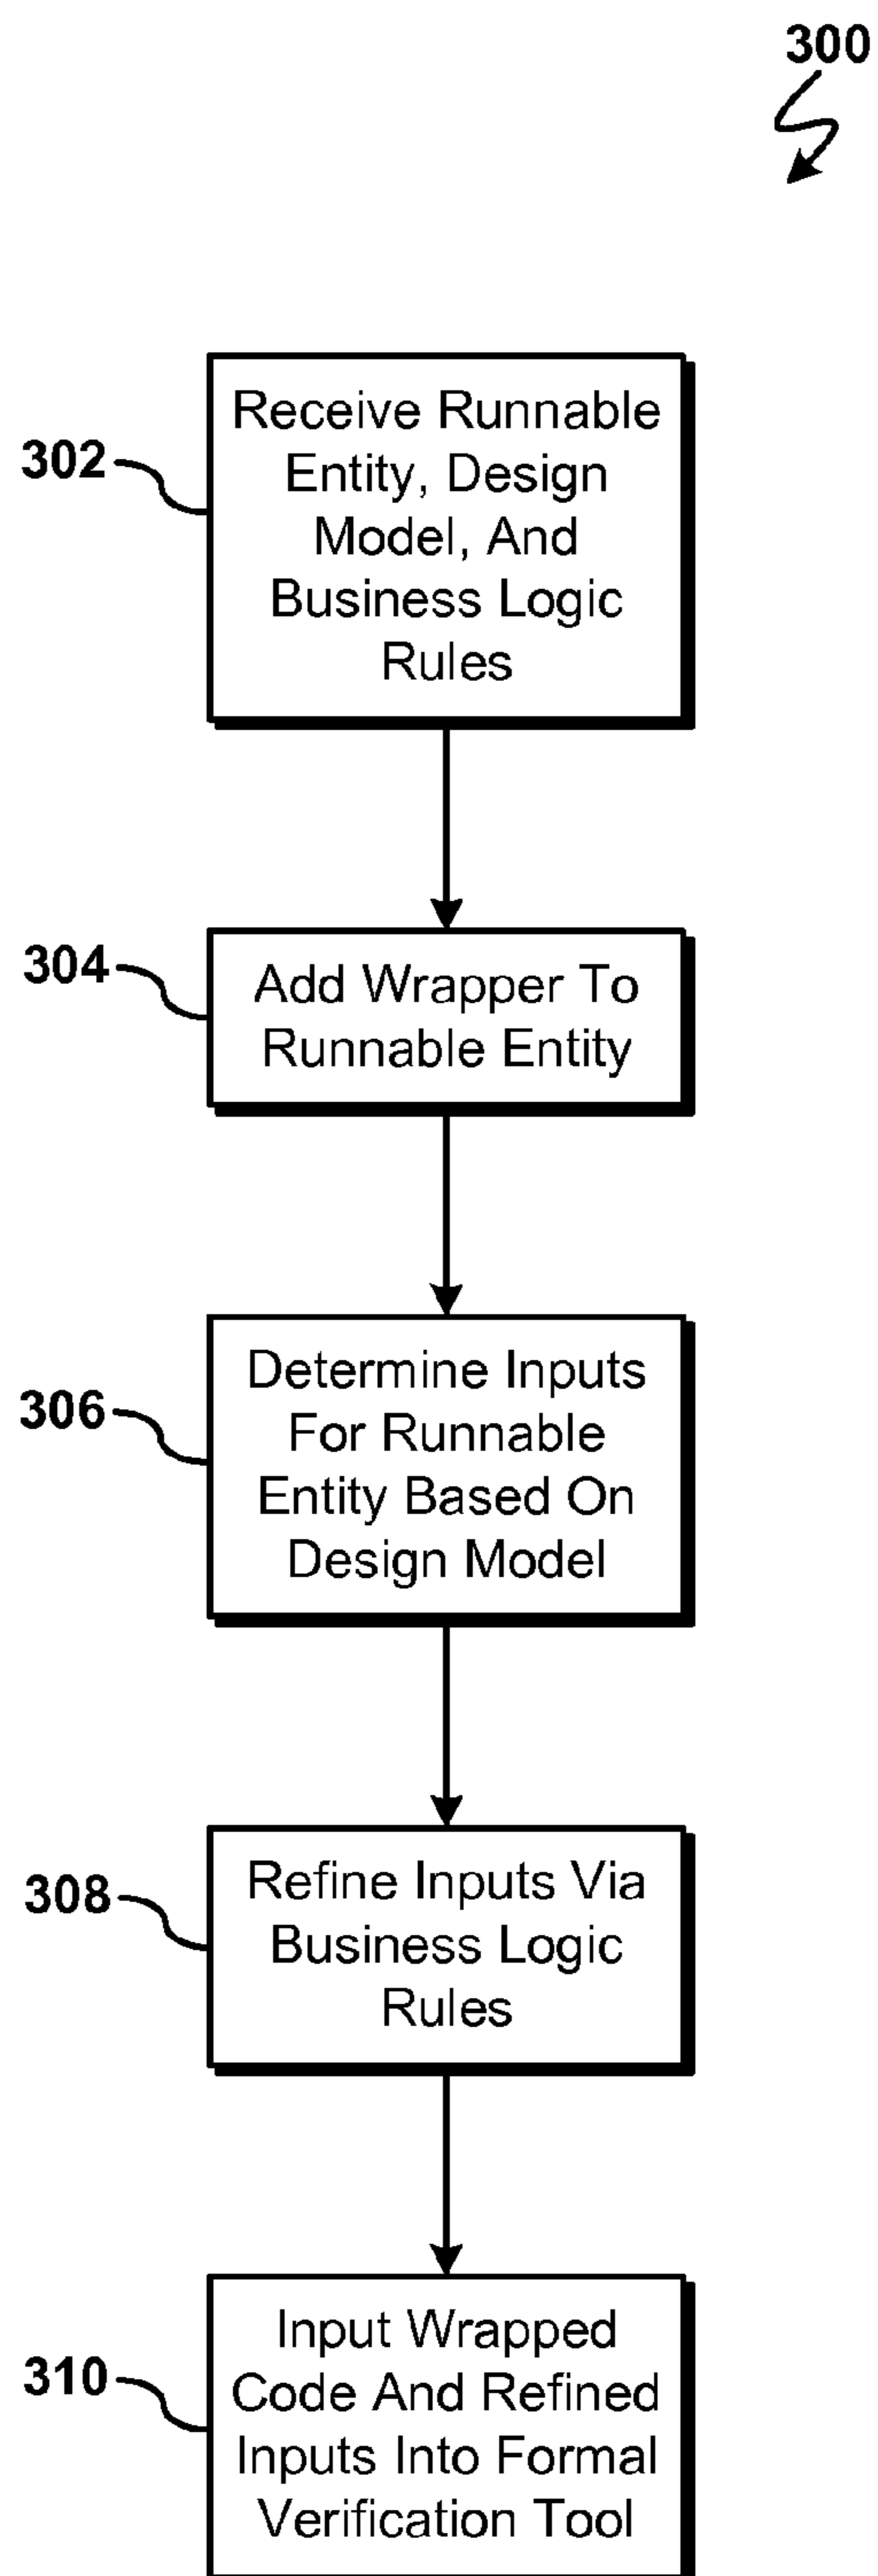 300
302
Receive Runnable
Entity, Design
Model, And
Business Logic
Rules
304
Add Wrapper To
Runnable Entity
306
Determine Inputs
For Runnable
Entity Based On
Design Model
308
Refine Inputs Via
Business Logic
Rules
310
Input Wrapped
Code And Refined
Inputs Into Formal
Verification Tool